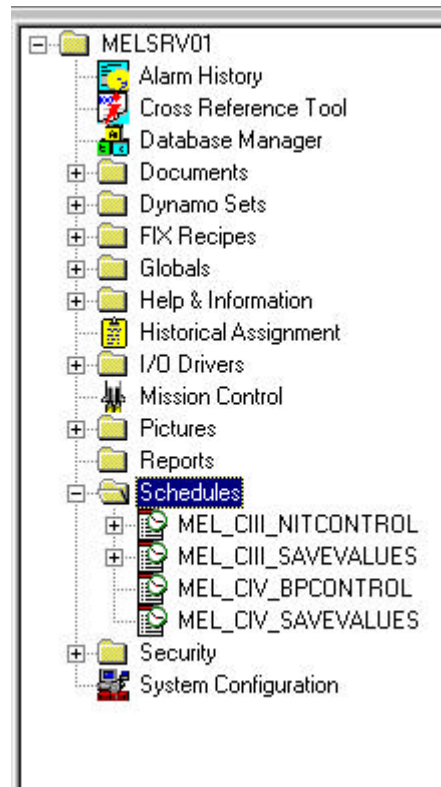 MELSRV01
Alarm History
Cross Reference Tool
Database Manager
Documents
Dynamo Sets
FIX Recipes
Globals
Help & Information
Historical Assignment
I/O Drivers
Mission Control
Pictures
Reports
Schedules
MEL_CIII_NITCONTROL
MEL_CIII_SAVEVALUES
MEL_CIV_BPCONTROL
MEL_CIV_SAVEVALUES
Security
System Configuration